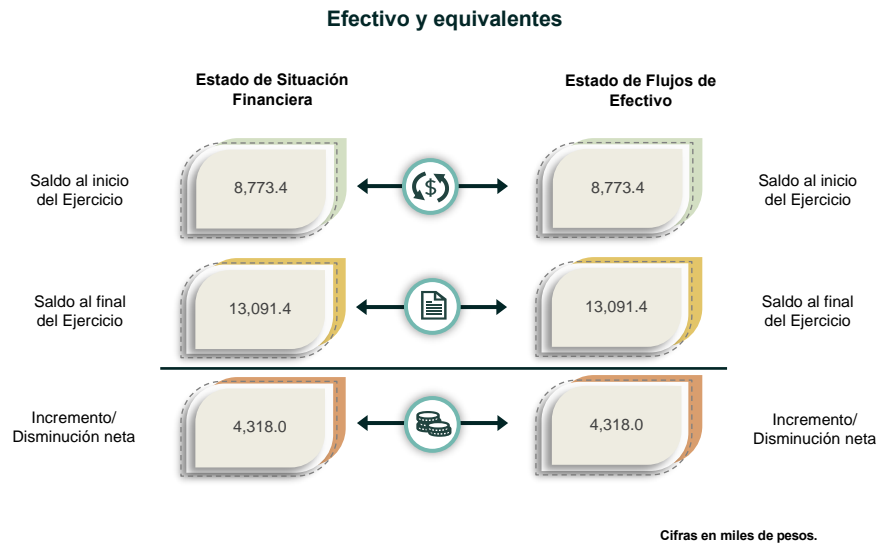 Efectivo y equivalentes
Estado de Situación
Financiera
Estado de Flujos de
Efectivo
Saldo al inicio
del Ejercicio
8,773.4
$
8,773.4
Saldo al inicio
del Ejercicio
Saldo al final
del Ejercicio
13,091.4
13,091.4
Saldo al final
del Ejercicio
Incremento/
Disminución neta
4,318.0
4,318.0
Incremento/
Disminución neta
Cifras en miles de pesos.